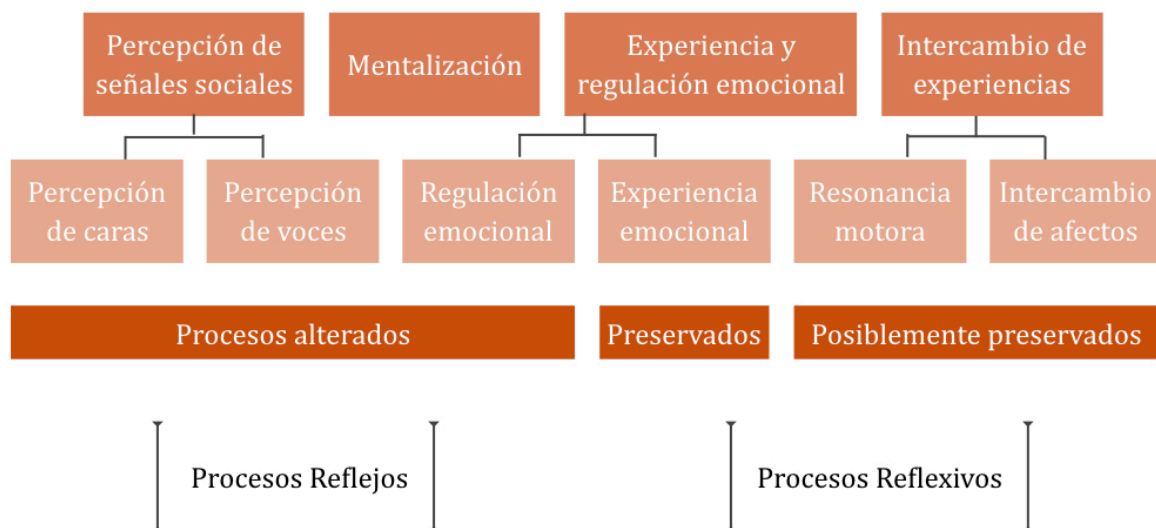 Percepción de
señales sociales
Mentalización
Experiencia y
regulación emocional
Intercambio de
experiencias
Percepción
de caras
Percepción
de voces
Regulación
emocional
Experiencia
emocional
Resonancia
motora
Intercambio
de afectos
Procesos alterados
Preservados
Posiblemente preservados
Procesos Reflejos
Procesos Reflexivos